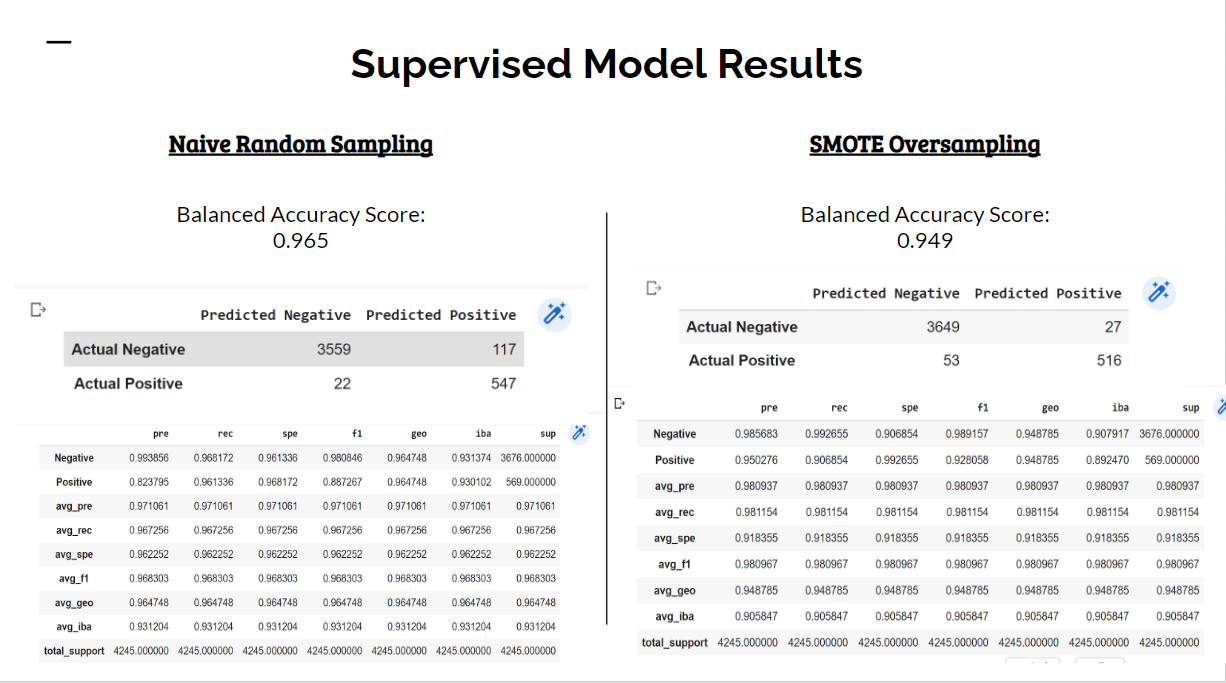 Supervised Model Results
Naive Random Sampling
Balanced Accuracy Score:
0.965
Predicted Negative Predicted Positive
Actual Negative 3559 117
Actual Positive 22 547
pre rec spe f1 geo iba sup
Negative 0.993856 0.968172 0.961336 0.980846 0.964748 0.931374 3676.000000
Positive 0.823795 0.961336 0.968172 0.887267 0.964748 0.930102 569.000000
avg_pre 0.971061 0.971061 0.971061 0.971061 0.971061 0.971061 0.971061
avg_rec 0.967256 0.967256 0.967256 0.967256 0.967256 0.967256 0.967256
avg_spe 0.962252 0.962252 0.962252 0.962252 0.962252 0.962252 0.962252
avg_f1 0.968303 0.968303 0.968303 0.968303 0.968303 0.968303 0.968303
avg_geo 0.964748 0.964748 0.964748 0.964748 0.964748 0.964748 0.964748
avg_iba 0.931204 0.931204 0.931204 0.931204 0.931204 0.931204 0.931204
total_support 4245.000000 4245.000000 4245.000000 4245.000000 4245.000000 4245.000000 4245.000000
SMOTE Oversampling
Balanced Accuracy Score:
0.949
Predicted Negative Predicted Positive
Actual Negative 3649 27
Actual Positive 53 516
pre rec spe f1 geo iba sup
Negative 0.985683 0.992655 0.906854 0.989157 0.948785 0.907917 3676.000000
Positive 0.950276 0.906854 0.992655 0.928058 0.948785 0.892470 569.000000
avg_pre 0.980937 0.980937 0.980937 0.980937 0.980937 0.980937 0.980937
avg_rec 0.981154 0.981154 0.981154 0.981154 0.981154 0.981154 0.981154
avg_spe 0.918355 0.918355 0.918355 0.918355 0.918355 0.918355 0.918355
avg_f1 0.980967 0.980967 0.980967 0.980967 0.980967 0.980967 0.980967
avg_geo 0.948785 0.948785 0.948785 0.948785 0.948785 0.948785 0.948785
avg_iba 0.905847 0.905847 0.905847 0.905847 0.905847 0.905847 0.905847
total_support 4245.000000 4245.000000 4245.000000 4245.000000 4245.000000 4245.000000 4245.000000